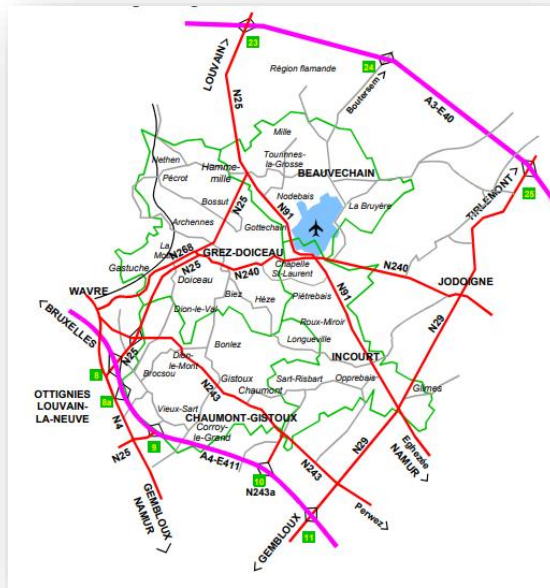 23
LOUVAIN >
24
Région flamande
Boutersem >
N25
A3-E40
Mille
Nethen
Pécrot
Hamme-
mille
Tourinnes-
la-Grosse
BEAUVECHAIN
25
TIRLEMONT >
Bossut
N25
Nodebais
La Bruyère
Archennes
N91
Gottechain
La
N268
GREZ-DOICEAU
Gastuche
N25
N240
Chapelle
St-Laurent
N240
Doiceau
JODOIGNE
WAVRE
Biez
Hèze
Piétrebais
N91
< BRUXELLES
Dion-le-Val
Roux-Miroir
N29
N25
Bonlez
Longueville
INCOURT
Dion-
le-Mont
8
Brocsou
Gistoux
Sart-Risbart
Opprebais
Glimes
8a
N243
Chaumont
OTTIGNIES
LOUVAIN-
LA-NEUVE
Vieux-Sart
CHAUMONT-GISTOUX
N4
Corroy-
le-Grand
9
N25
A4-E411
N29
Eghezée
NAMUR
>
10
N243a
N243
GEMBLOUX
NAMUR
>
Perwez >
11
< GEMBLOUX